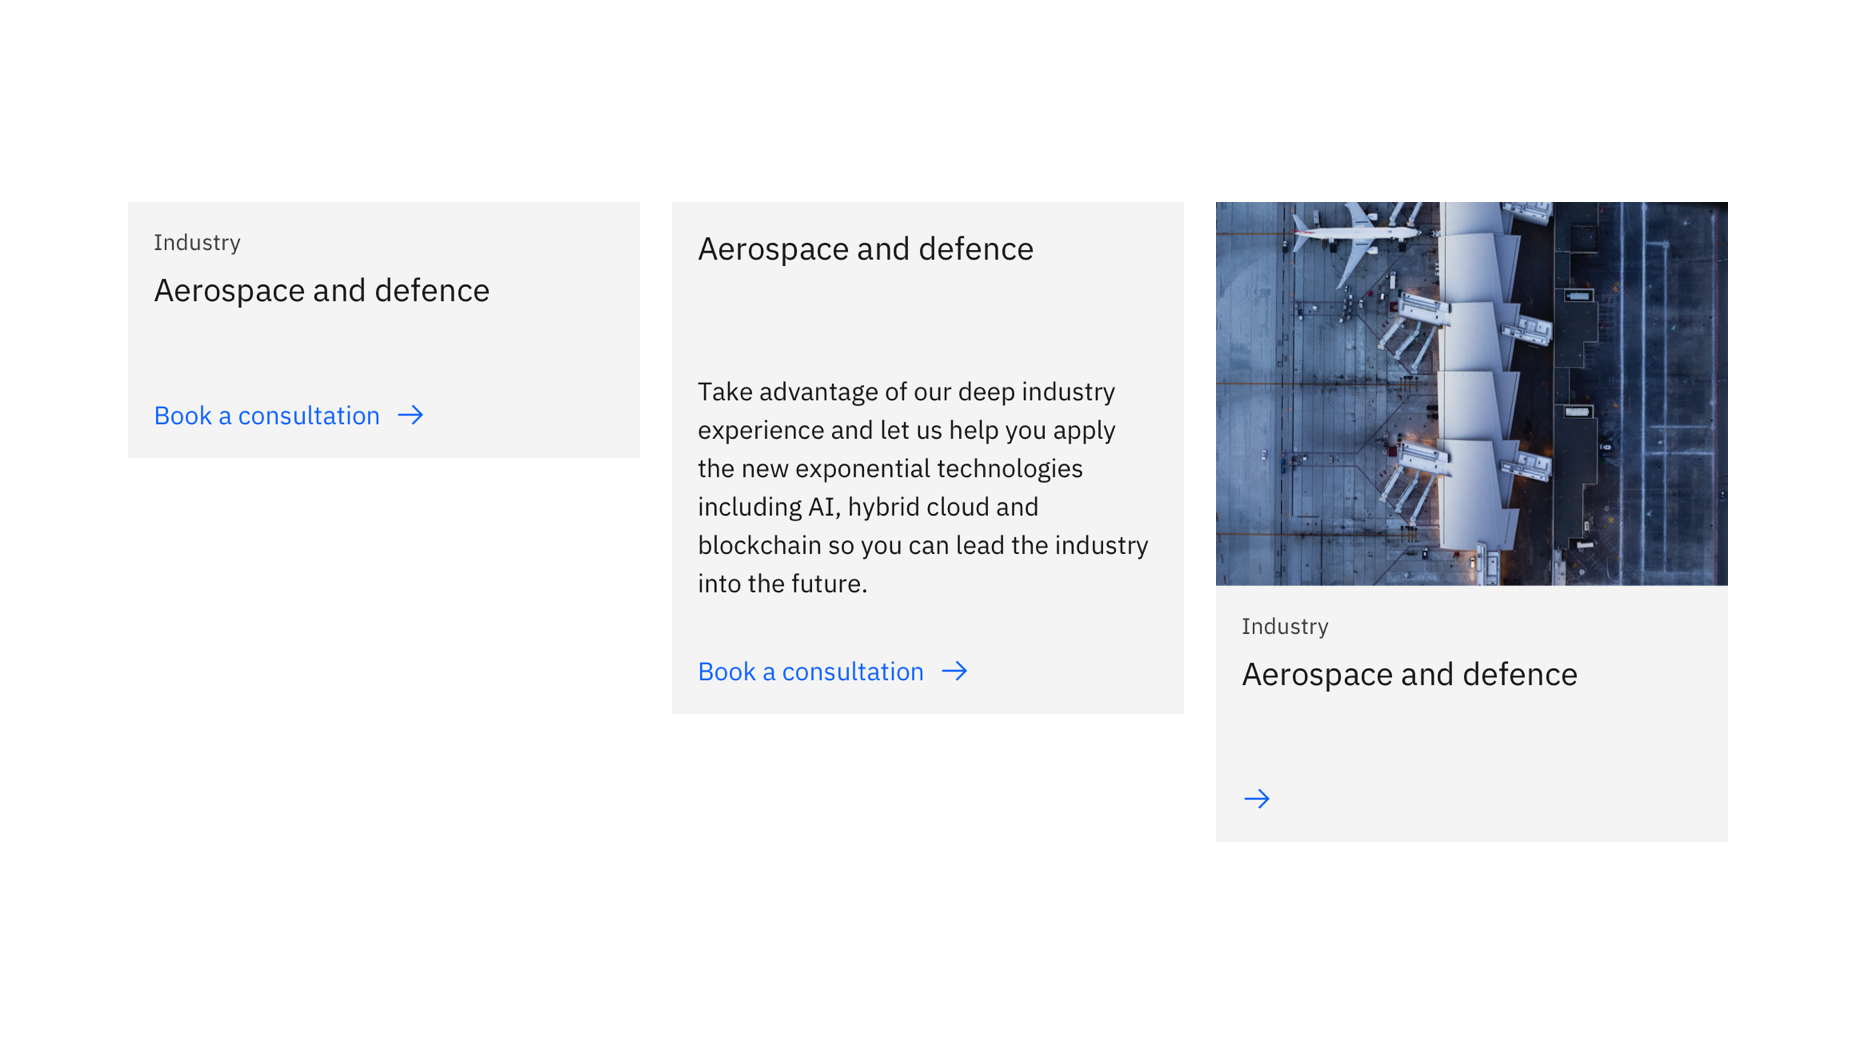 Industry
Aerospace and defence
Book a consultation
Aerospace and defence
Take advantage of our deep industry
experience and let us help you apply
the new exponential technologies
including AI, hybrid cloud and
blockchain so you can lead the industry
into the future.
Book a consultation
Industry
Aerospace and defence